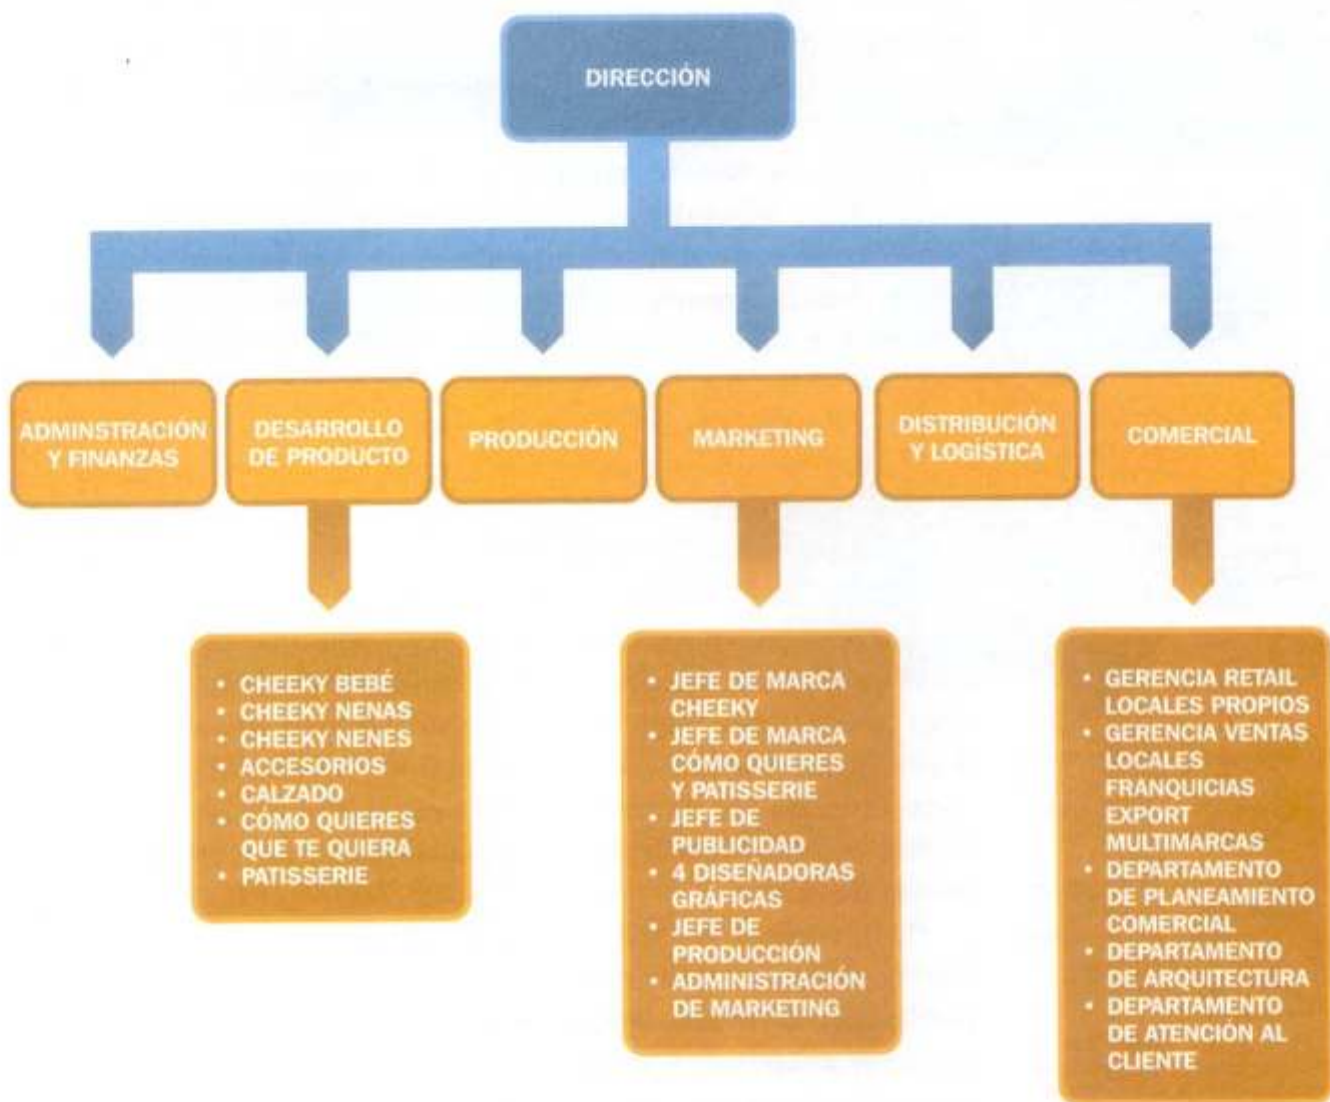 DIRECCIÓN
ADMINSTRACIÓN
Y FINANZAS
DESARROLLO
DE PRODUCTO
PRODUCCIÓN
MARKETING
DISTRIBUCIÓN
Y LOGÍSTICA
COMERCIAL
• CHEEKY BEBÉ
• CHEEKY NENAS
• CHEEKY NENES
• ACCESORIOS
• CALZADO
• CÓMO QUIERES
QUE TE QUIERA
• PATISSERIE
• JEFE DE MARCA
CHEEKY
• JEFE DE MARCA
CÓMO QUIERES
Y PATISSERIE
• JEFE DE
PUBLICIDAD
• 4 DISEÑADORAS
GRÁFICAS
• JEFE DE
PRODUCCIÓN
• ADMINISTRACIÓN
DE MARKETING
• GERENCIA RETAIL
LOCALES PROPIOS
• GERENCIA VENTAS
LOCALES
FRANQUICIAS
EXPORT
MULTIMARCAS
• DEPARTAMENTO
DE PLANEAMIENTO
COMERCIAL
• DEPARTAMENTO
DE ARQUITECTURA
• DEPARTAMENTO
DE ATENCIÓN AL
CLIENTE